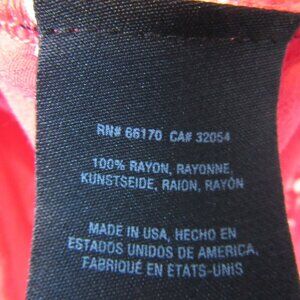 RN# 66170 CA# 32054
100% RAYON, RAYONNE,
KUNSTSEIDE, RAION, RAYÓN
MADE IN USA, HECHO EN
ESTADOS UNIDOS DE AMERICA,
FABRIQUÉ EN ÉTATS-UNIS